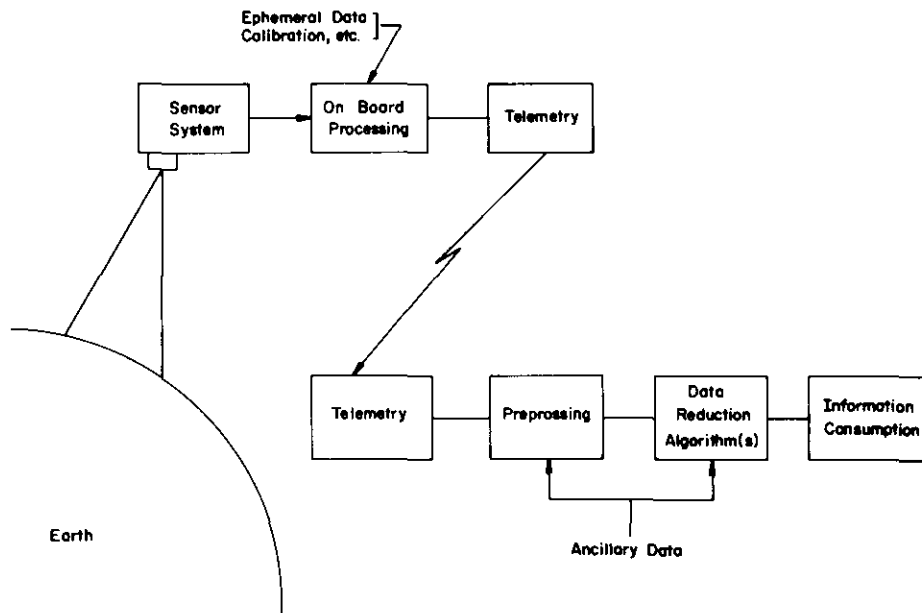 Ephemeral Data
Calibration, etc.
Sensor
System
On Board
Processing
Telemetry
Telemetry
Preprossing
Data
Reduction
Algorithm(s)
Information
Consumption
Ancillary Data
Earth